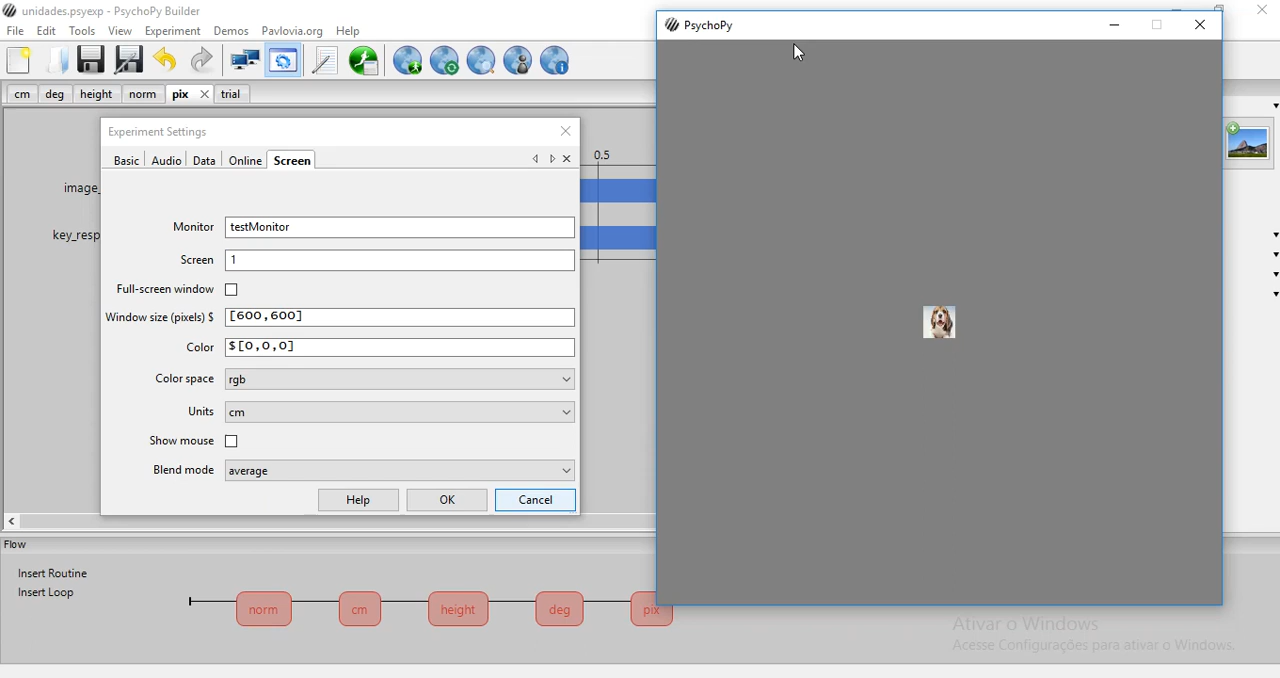 unidades.psyexp - PsychoPy Builder
File Edit Tools View Experiment Demos Pavlovia.org Help
cm deg height norm pix trial
PsychoPy
Experiment Settings
Basic Audio Data Online Screen
0.5
image_
key_resp
Monitor testMonitor
Screen 1
Full-screen window
Window size (pixels) $ [600,600]
Color $[0,0,0]
Color space rgb
Units cm
Show mouse
Blend mode average
Help OK Cancel
Flow
Insert Routine
Insert Loop
norm cm height deg pix
Ativar o Windows
Acesse Configurações para ativar o Windows.